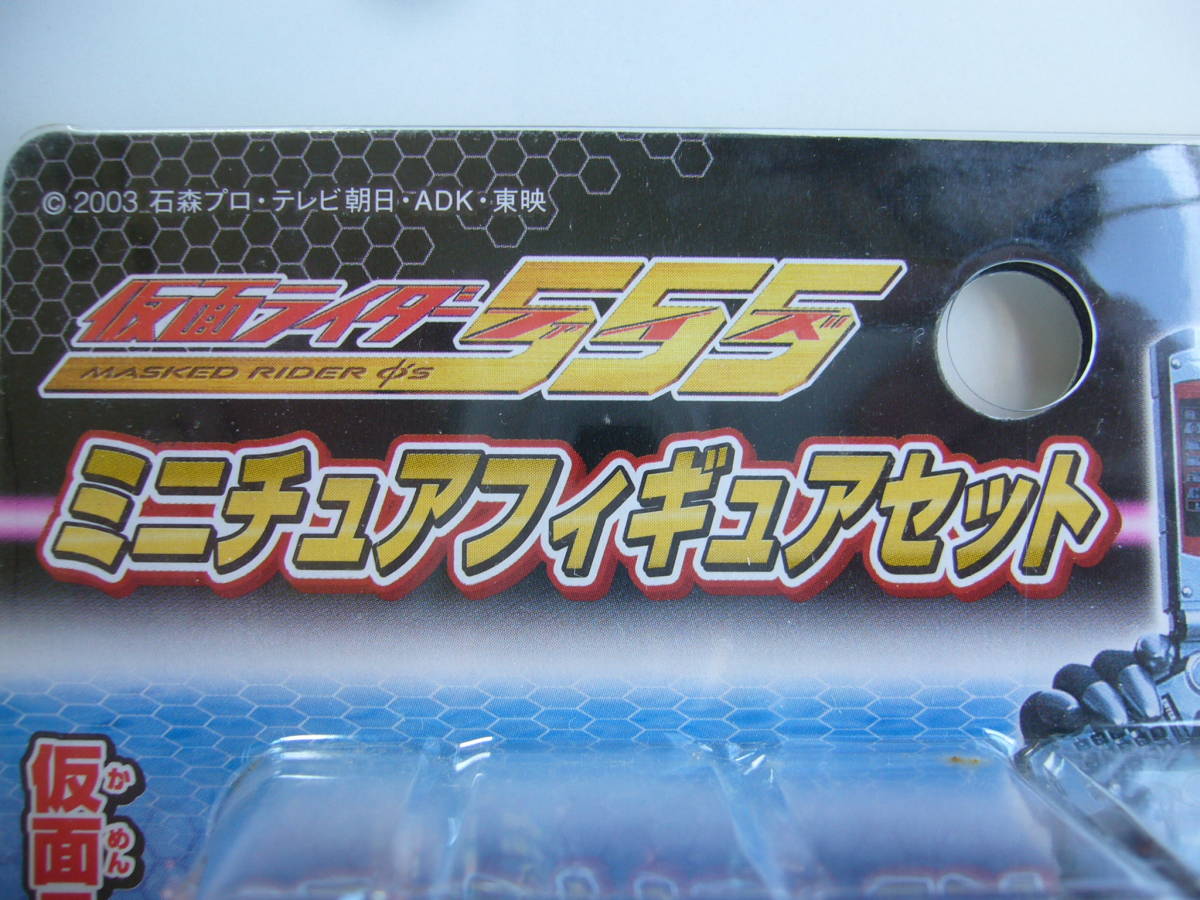 © 2003 石森プロ・テレビ朝日・ADK・東映
仮面ライダー555
ファイズ
MASKED RIDER φ's
ミニチュアフィギュアセット
仮面
かめん